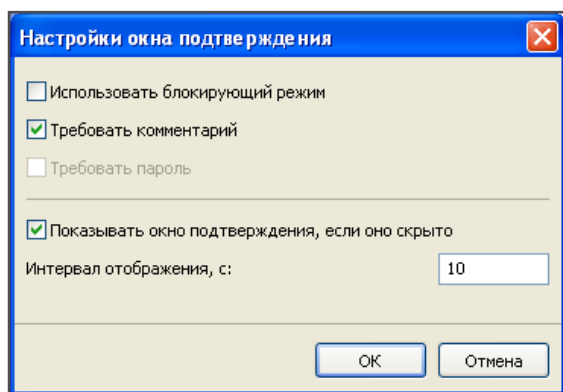 Настройки окна подтверждения
Использовать блокирующий режим
Требовать комментарий
Требовать пароль
Показывать окно подтверждения, если оно скрыто
Интервал отображения, с: 10
ОК Отмена